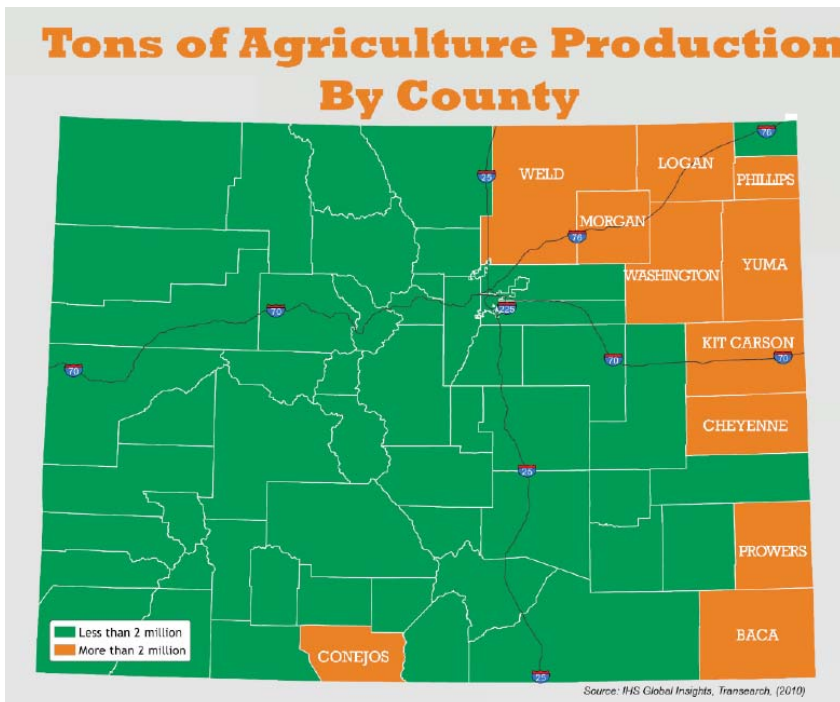 Tons of Agriculture Production
By County
76
LOGAN
25
WELD
PHILLIPS
MORGAN
76
YUMA
WASHINGTON
70
KIT CARSON
70
70
70
CHEYENNE
25
PROWERS
Less than 2 million
More than 2 million
BACA
CONEJOS
25
Source: IHS Global Insights, Transearch, (2010)